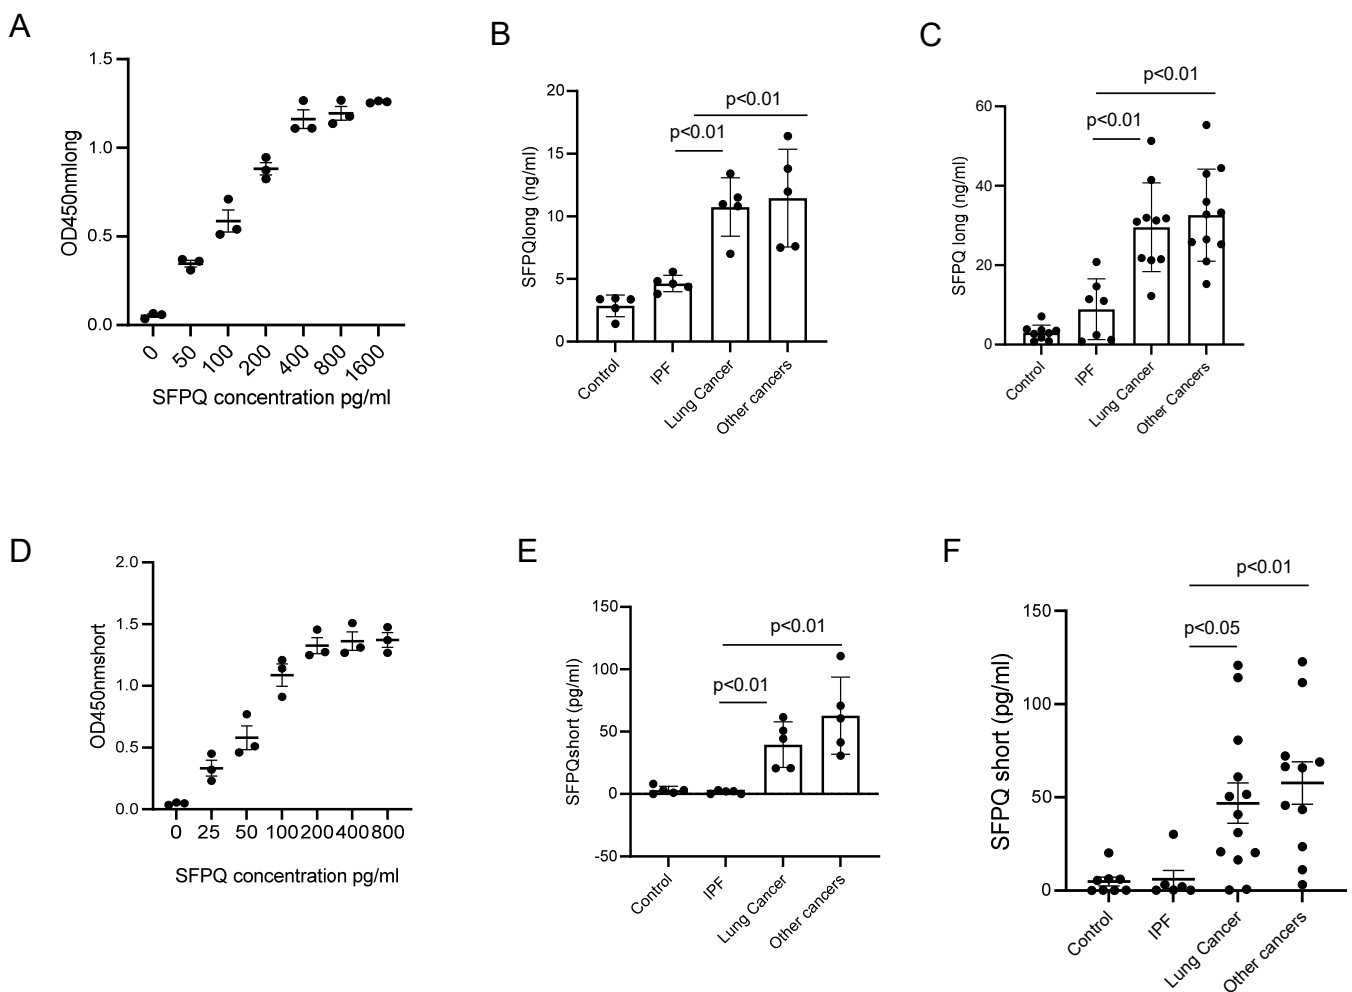 A
1.5
1.0
0.5
0.0
OD450nmlong
0
50
100
200
400
800
1600
SFPQ concentration pg/ml
B
p<0.01
p<0.01
20
15
10
5
0
SFPQlong (ng/ml)
Control
IPF
Lung Cancer
Other cancers
C
p<0.01
p<0.01
60
40
20
0
SFPQ long (ng/ml)
Control
IPF
Lung Cancer
Other Cancers
D
2.0
1.5
1.0
0.5
0.0
OD450nmshort
0
25
50
100
200
400
800
SFPQ concentration pg/ml
E
p<0.01
p<0.01
150
100
50
0
-50
SFPQshort (pg/ml)
Control
IPF
Lung Cancer
Other cancers
F
p<0.01
p<0.05
150
100
50
0
SFPQ short (pg/ml)
Control
IPF
Lung Cancer
Other cancers